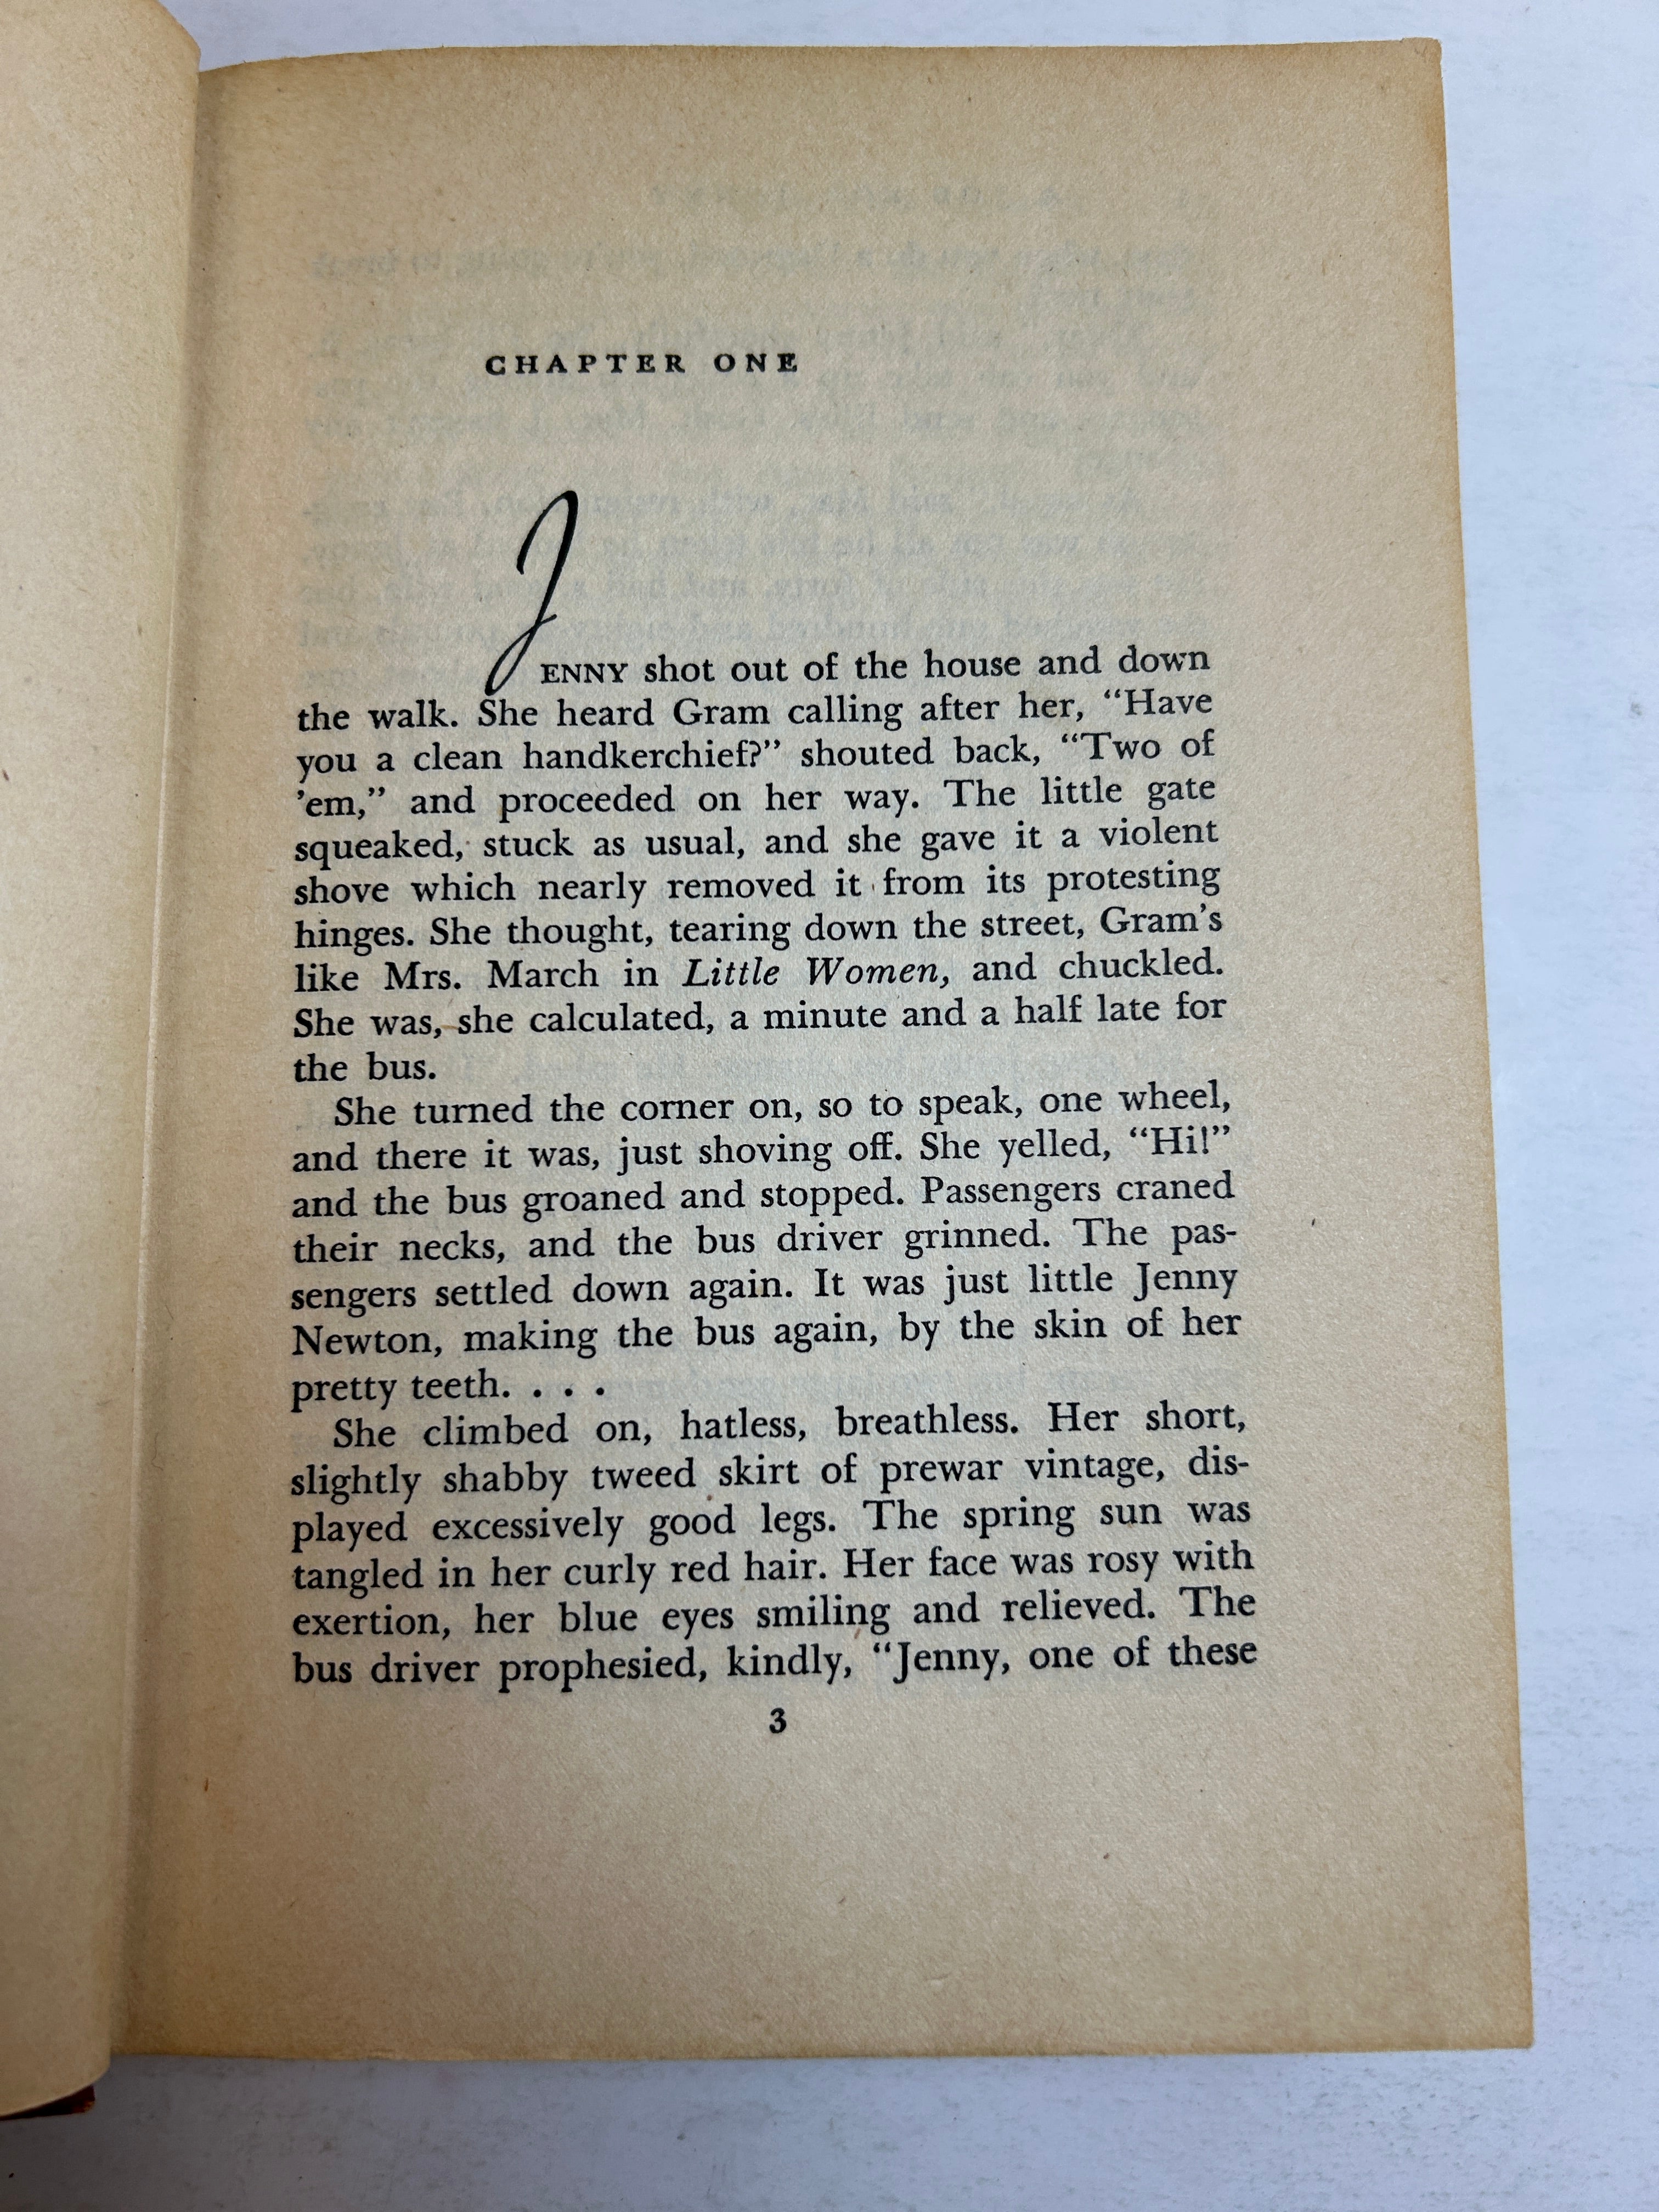 CHAPTER ONE
JENNY shot out of the house and down
the walk. She heard Gram calling after her, “Have
you a clean handkerchief?” shouted back, “Two of
’em,” and proceeded on her way. The little gate
squeaked, stuck as usual, and she gave it a violent
shove which nearly removed it from its protesting
hinges. She thought, tearing down the street, Gram’s
like Mrs. March in Little Women, and chuckled.
She was, she calculated, a minute and a half late for
the bus.
She turned the corner on, so to speak, one wheel,
and there it was, just shoving off. She yelled, “Hi!”
and the bus groaned and stopped. Passengers craned
their necks, and the bus driver grinned. The pas-
sengers settled down again. It was just little Jenny
Newton, making the bus again, by the skin of her
pretty teeth. . . .
She climbed on, hatless, breathless. Her short,
slightly shabby tweed skirt of prewar vintage, dis-
played excessively good legs. The spring sun was
tangled in her curly red hair. Her face was rosy with
exertion, her blue eyes smiling and relieved. The
bus driver prophesied, kindly, “Jenny, one of these
3